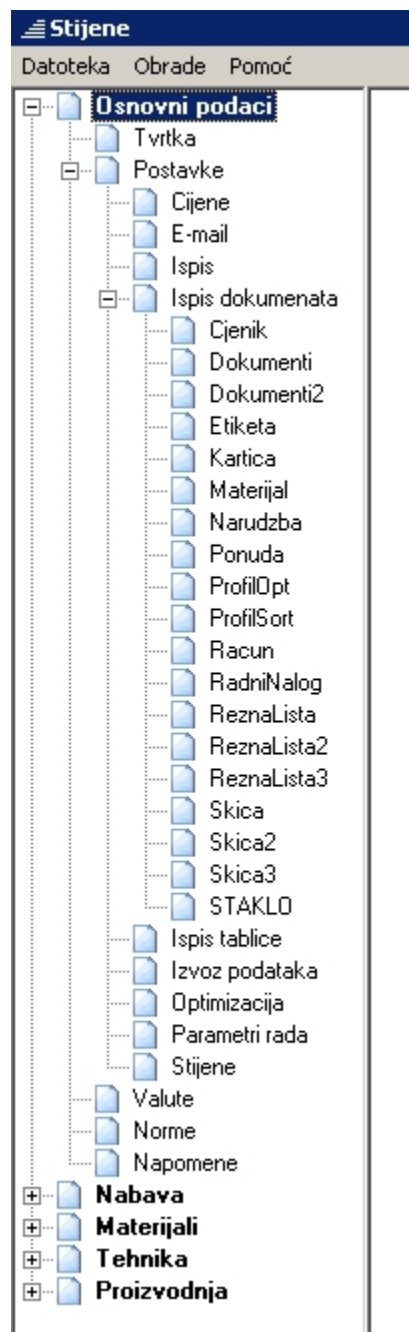 Stijene
Datoteka Obrade Pomoć
Osnovni podaci
Tvrtka
Postavke
Cijene
E-mail
Ispis
Ispis dokumenata
Cjenik
Dokumenti
Dokumenti2
Etiketa
Kartica
Materijal
Narudzba
Ponuda
ProfilOpt
ProfilSort
Racun
RadniNalog
ReznaLista
ReznaLista2
ReznaLista3
Skica
Skica2
Skica3
STAKLO
Ispis tablice
Izvoz podataka
Optimizacija
Parametri rada
Stijene
Valute
Norme
Napomene
Nabava
Materijali
Tehnika
Proizvodnja